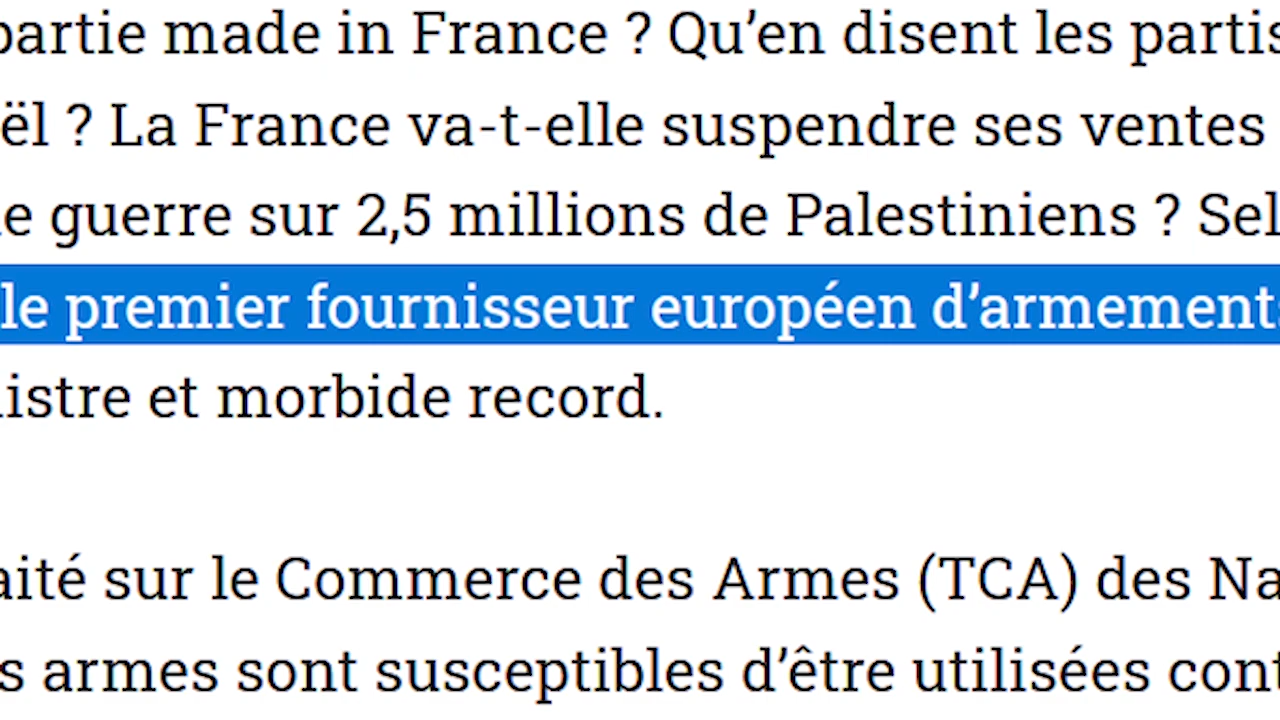 partie made in France ? Qu’en disent les partis
ël ? La France va-t-elle suspendre ses ventes
e guerre sur 2,5 millions de Palestiniens ? Sel
le premier fournisseur européen d’armements
istre et morbide record.
aité sur le Commerce des Armes (TCA) des Na
s armes sont susceptibles d’être utilisées cont